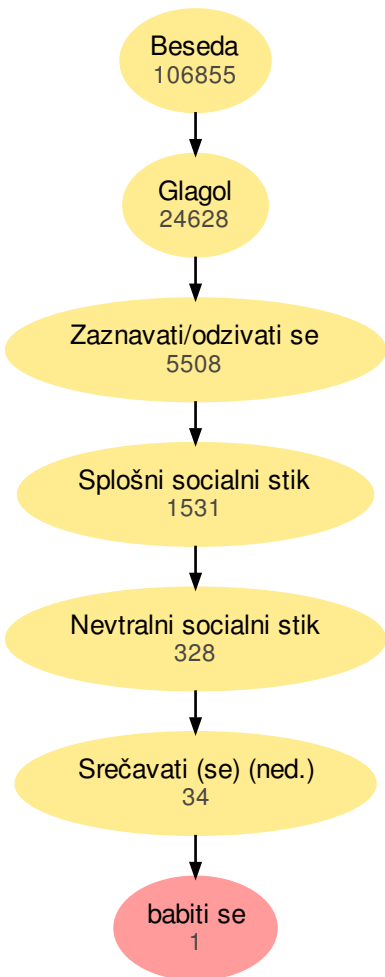 Beseda
106855
Glagol
24628
Zaznavati/odzivati se
5508
Splošni socialni stik
1531
Nevtralni socialni stik
328
Srečavati (se) (ned.)
34
babiti se
1